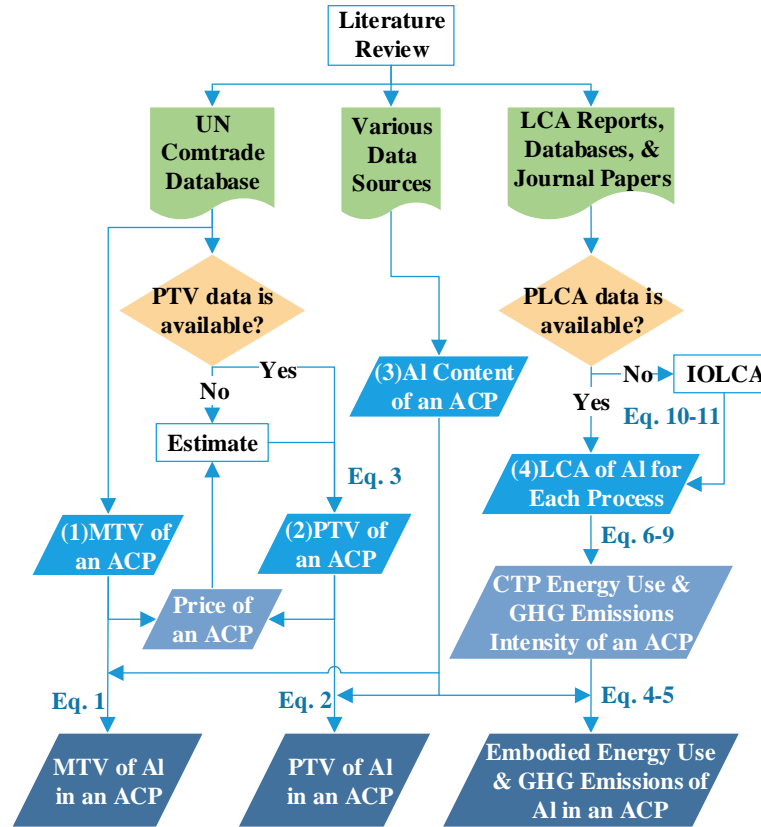 Literature
Review
UN
Comtrade
Database
Various
Data
Sources
LCA Reports,
Databases, &
Journal Papers
PTV data is
available?
PLCA data is
available?
Yes
No
(3)Al Content
of an ACP
No
IOLCA
Yes
Eq. 10-11
Estimate
Eq. 3
(4)LCA of Al for
Each Process
(1)MTV of
an ACP
(2)PTV of
an ACP
Eq. 6-9
Price of
an ACP
CTP Energy Use &
GHG Emissions
Intensity of an ACP
Eq. 1
Eq. 2
Eq. 4-5
MTV of Al
in an ACP
PTV of Al
in an ACP
Embodied Energy Use
& GHG Emissions of
Al in an ACP